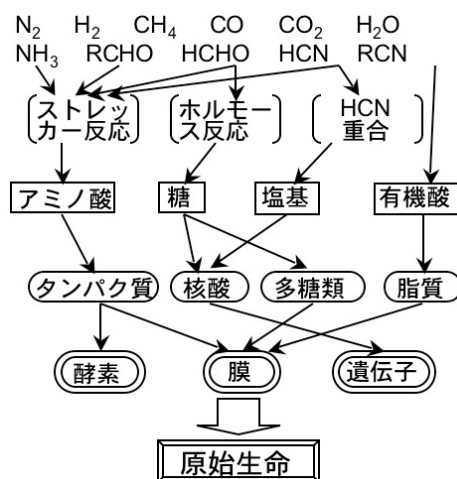 N₂ H₂ CH₄ CO CO₂ H₂O
NH₃ RCHO HCHO HCN RCN
ストレッ
カー反応
ホルモー
ス反応
HCN
重合
アミノ酸 糖 塩基 有機酸
タンパク質 核酸 多糖類 脂質
酵素 膜 遺伝子
原始生命